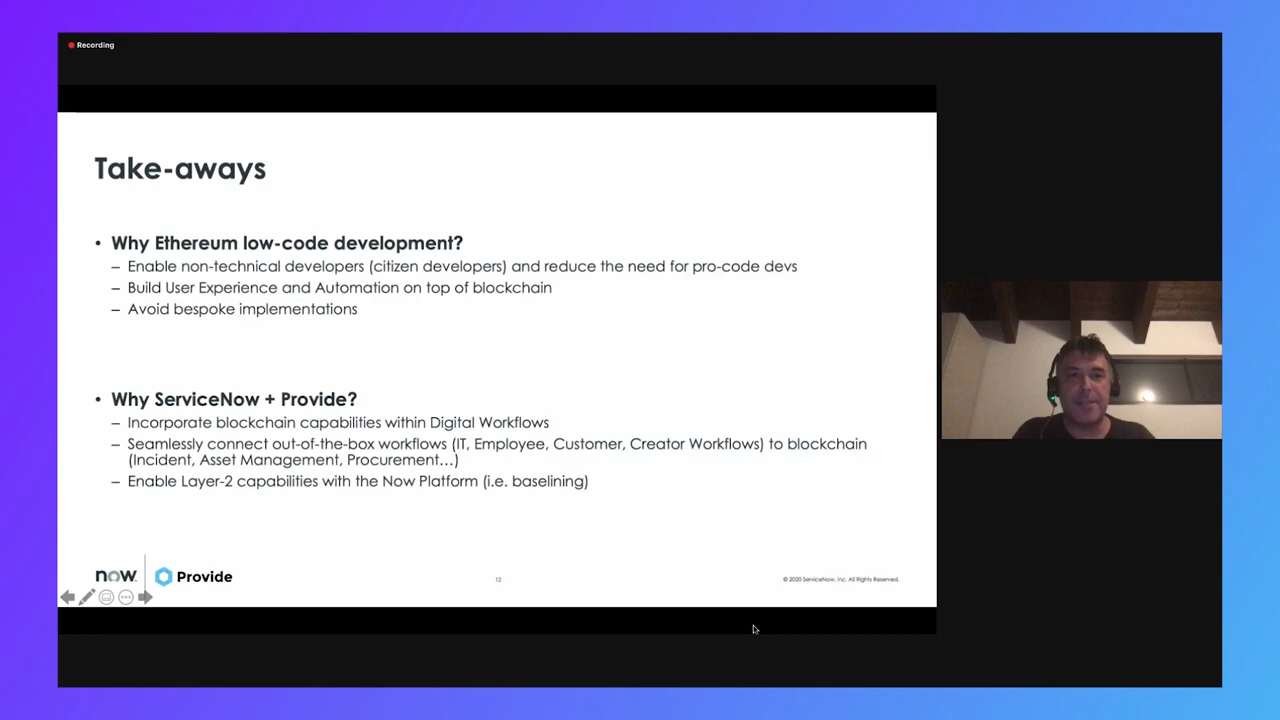 Recording
Take-aways
• Why Ethereum low-code development?
– Enable non-technical developers (citizen developers) and reduce the need for pro-code devs
– Build User Experience and Automation on top of blockchain
– Avoid bespoke implementations
• Why ServiceNow + Provide?
– Incorporate blockchain capabilities within Digital Workflows
– Seamlessly connect out-of-the-box workflows (IT, Employee, Customer, Creator Workflows) to blockchain
(Incident, Asset Management, Procurement…)
– Enable Layer-2 capabilities with the Now Platform (i.e. baselining)
now. Provide
12
© 2020 ServiceNow, Inc. All Rights Reserved.